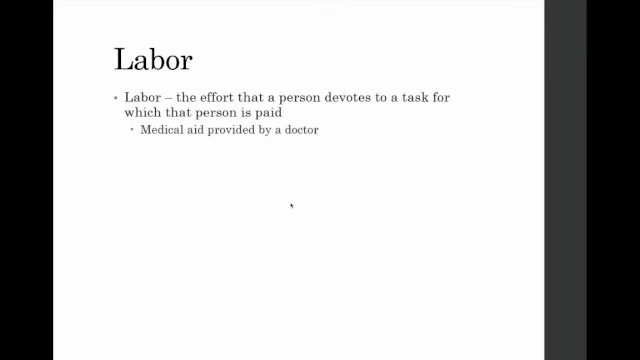 Labor
• Labor – the effort that a person devotes to a task for
which that person is paid
• Medical aid provided by a doctor